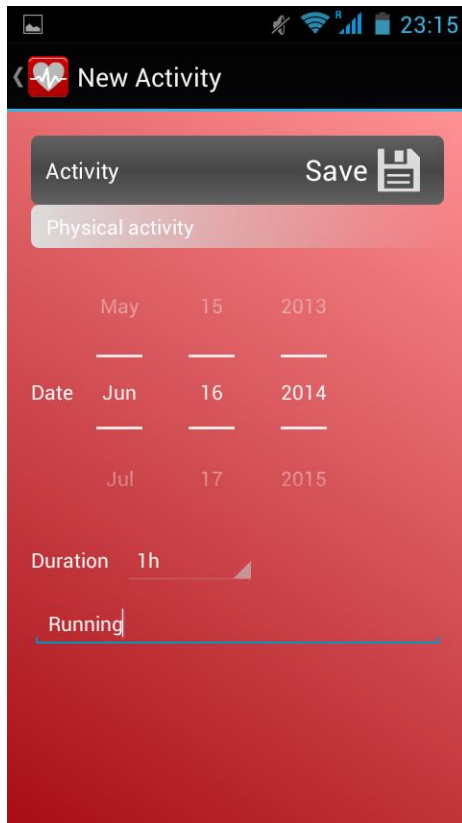 R 23:15
New Activity
Activity Save
Physical activity
May 15 2013
Date Jun 16 2014
Jul 17 2015
Duration 1h
Running